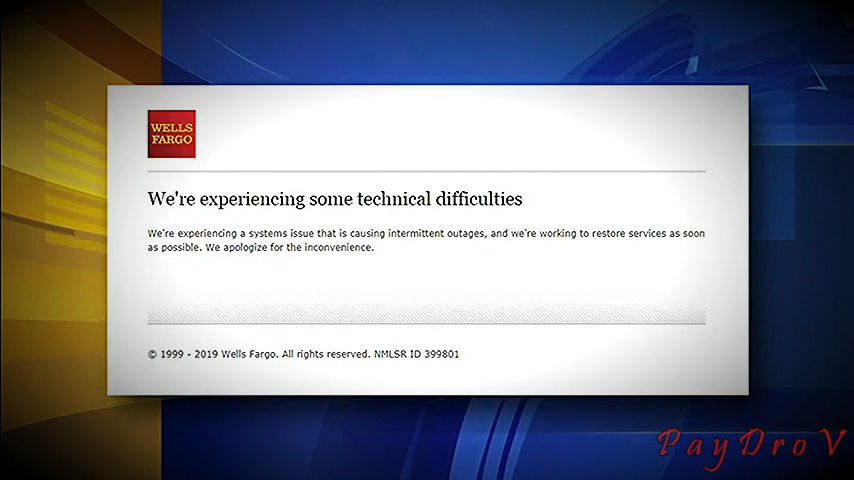 WELLS
FARGO
We're experiencing some technical difficulties
We're experiencing a systems issue that is causing intermittent outages, and we're working to restore services as soon
as possible. We apologize for the inconvenience.
© 1999 - 2019 Wells Fargo. All rights reserved. NMLSR ID 399801
PayDroV